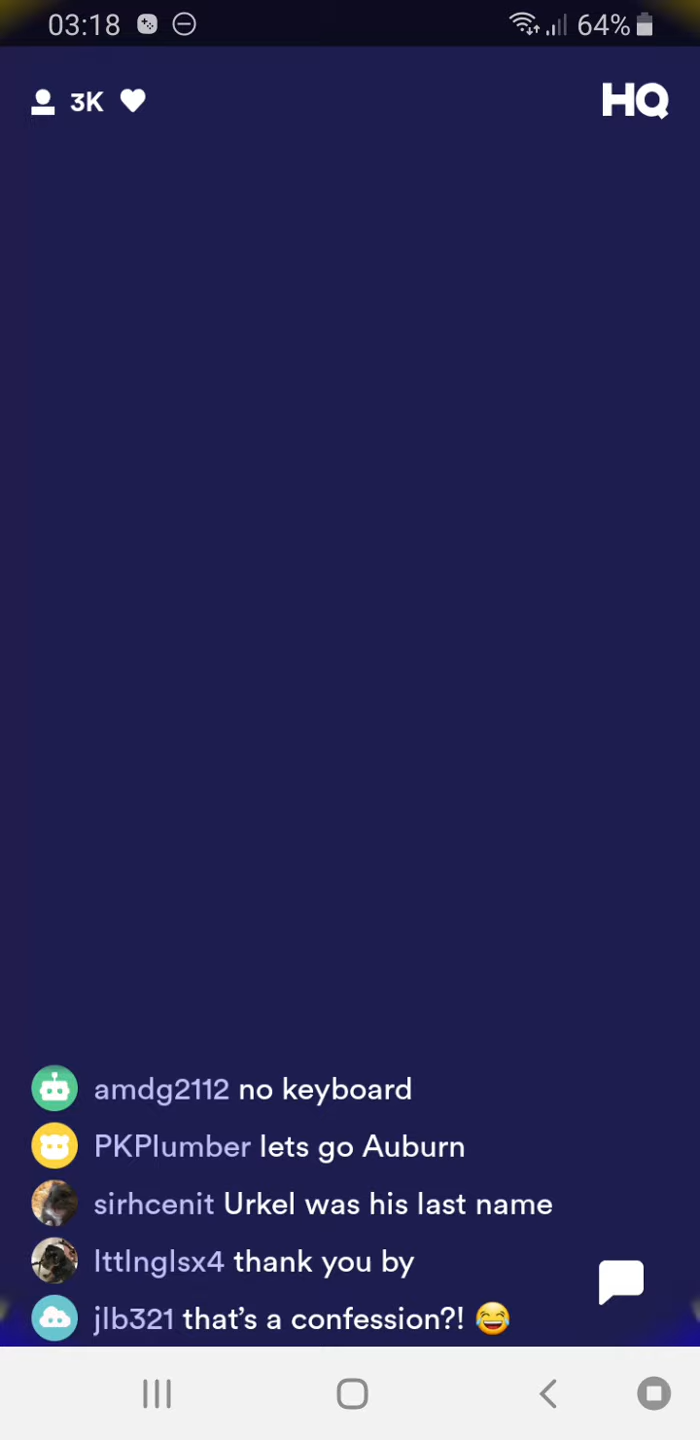 03:18 64%
3K HQ
amdg2112 no keyboard
PKPlumber lets go Auburn
sirhcenit Urkel was his last name
lttlnglsx4 thank you by
jlb321 that's a confession?! 😂